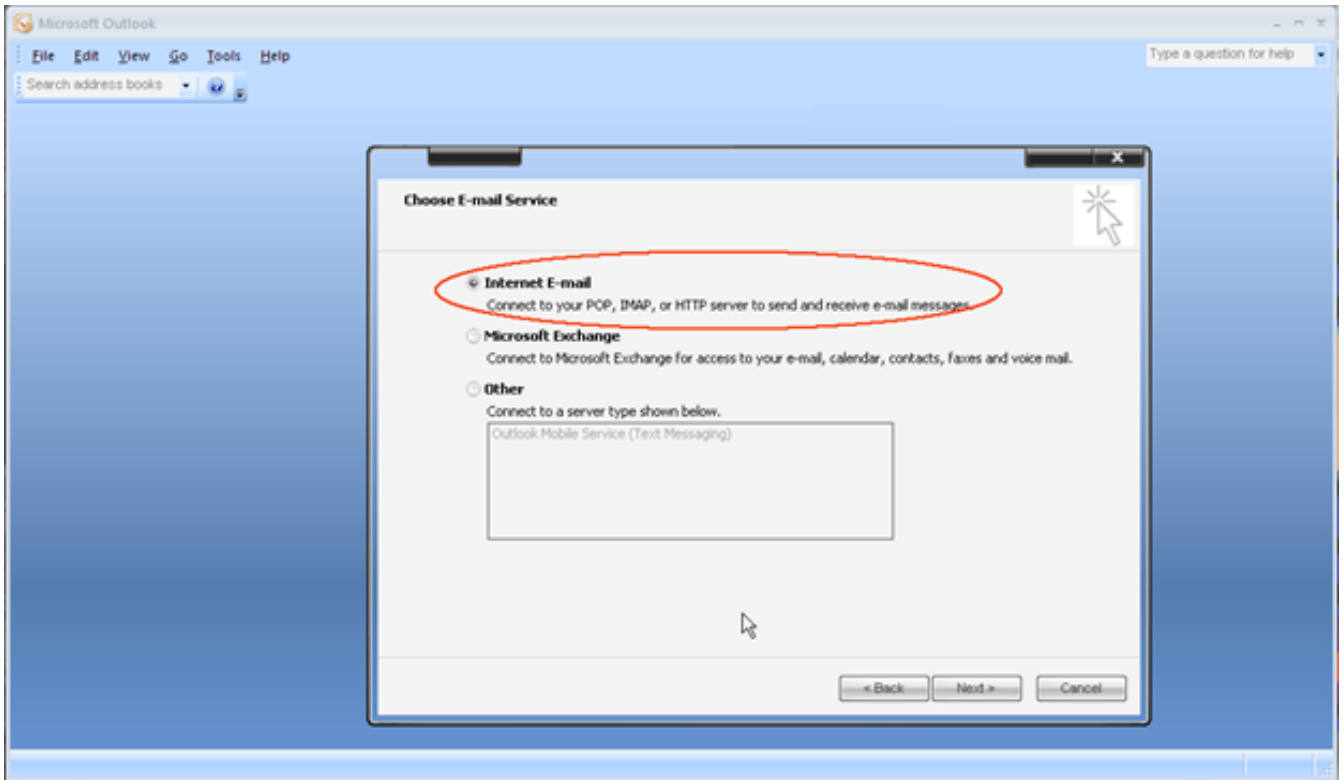 Microsoft Outlook
File Edit View Go Tools Help
Type a question for help
Search address books
X
Choose E-mail Service
Internet E-mail
Connect to your POP, IMAP, or HTTP server to send and receive e-mail messages.
Microsoft Exchange
Connect to Microsoft Exchange for access to your e-mail, calendar, contacts, faxes and voice mail.
Other
Connect to a server type shown below.
Outlook Mobile Service (Text Messaging)
< Back Next > Cancel